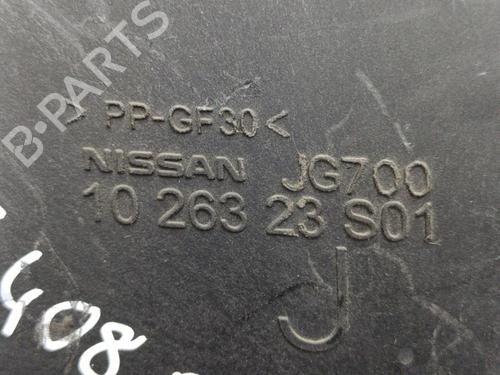 B-PARTS
> PP-GF30 <
NISSAN JG700
10 263 23 S01
J
408